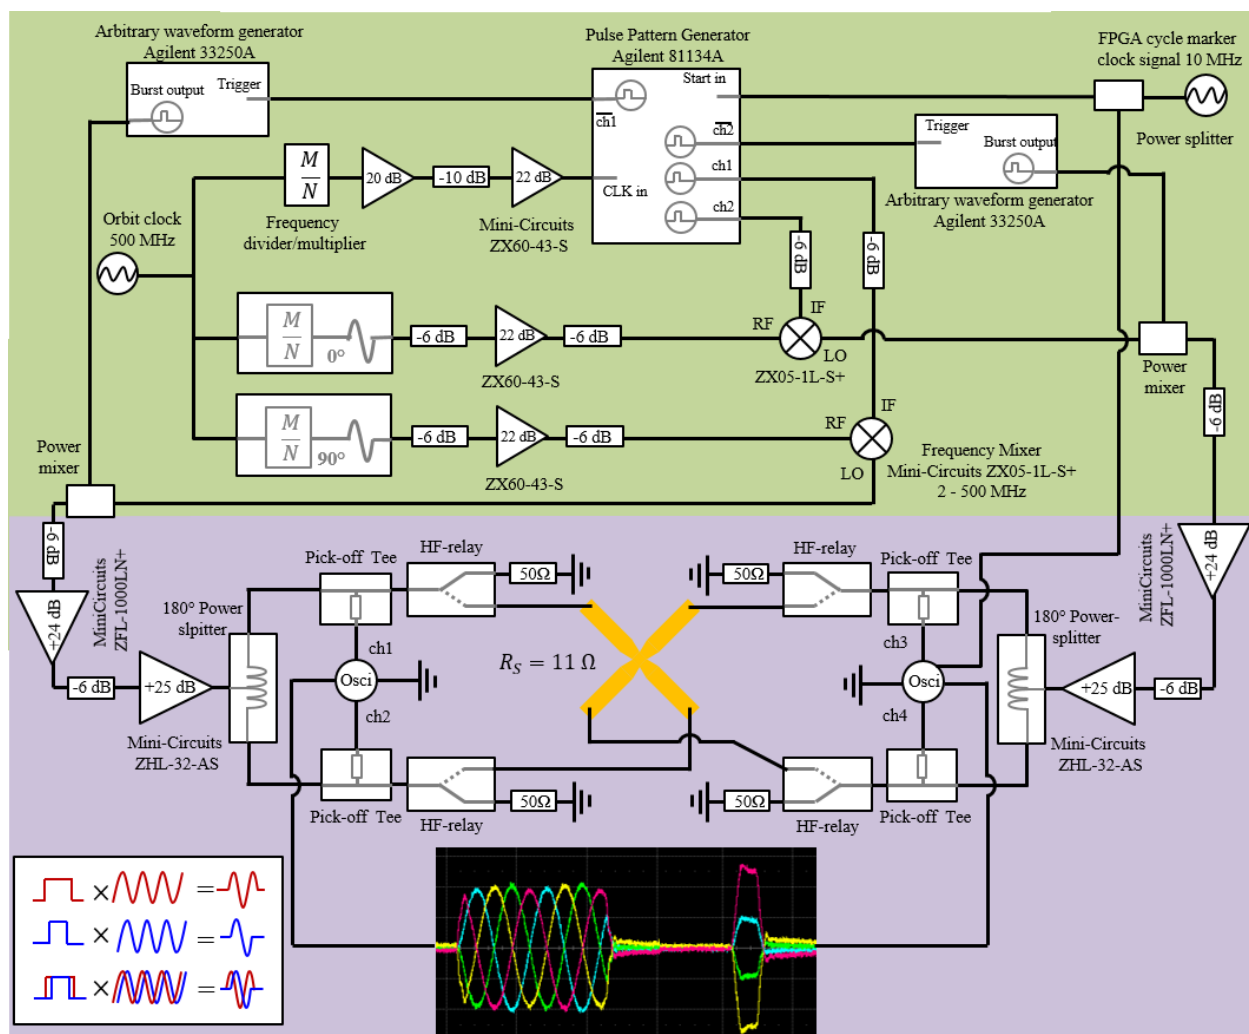 Arbitrary waveform generator
Agilent 33250A
Burst output
Trigger
Pulse Pattern Generator
Agilent 81134A
Start in
ch1
ch2
ch1
ch2
CLK in
FPGA cycle marker
clock signal 10 MHz
Power splitter
Trigger
Burst output
Arbitrary waveform generator
Agilent 33250A
M
N
20 dB
-10 dB
22 dB
Frequency
divider/multiplier
Mini-Circuits
ZX60-43-S
Orbit clock
500 MHz
-6 dB
-6 dB
M
N
0°
-6 dB
22 dB
-6 dB
ZX60-43-S
RF
IF
LO
ZX05-1L-S+
Power
mixer
-6 dB
M
N
90°
-6 dB
22 dB
-6 dB
ZX60-43-S
RF
IF
LO
Frequency Mixer
Mini-Circuits ZX05-1L-S+
2 - 500 MHz
Power
mixer
-6 dB
+24 dB
MiniCircuits
ZFL-1000LN+
-6 dB
+25 dB
Mini-Circuits
ZHL-32-AS
180° Power
slpitter
Pick-off Tee
HF-relay
50Ω
ch1
Osci
ch2
Pick-off Tee
HF-relay
50Ω
R_S = 11 Ω
50Ω
HF-relay
Pick-off Tee
ch3
Osci
ch4
50Ω
HF-relay
Pick-off Tee
180° Power-
splitter
+25 dB
-6 dB
Mini-Circuits
ZHL-32-AS
+24 dB
MiniCircuits
ZFL-1000LN+
× =
× =
× =